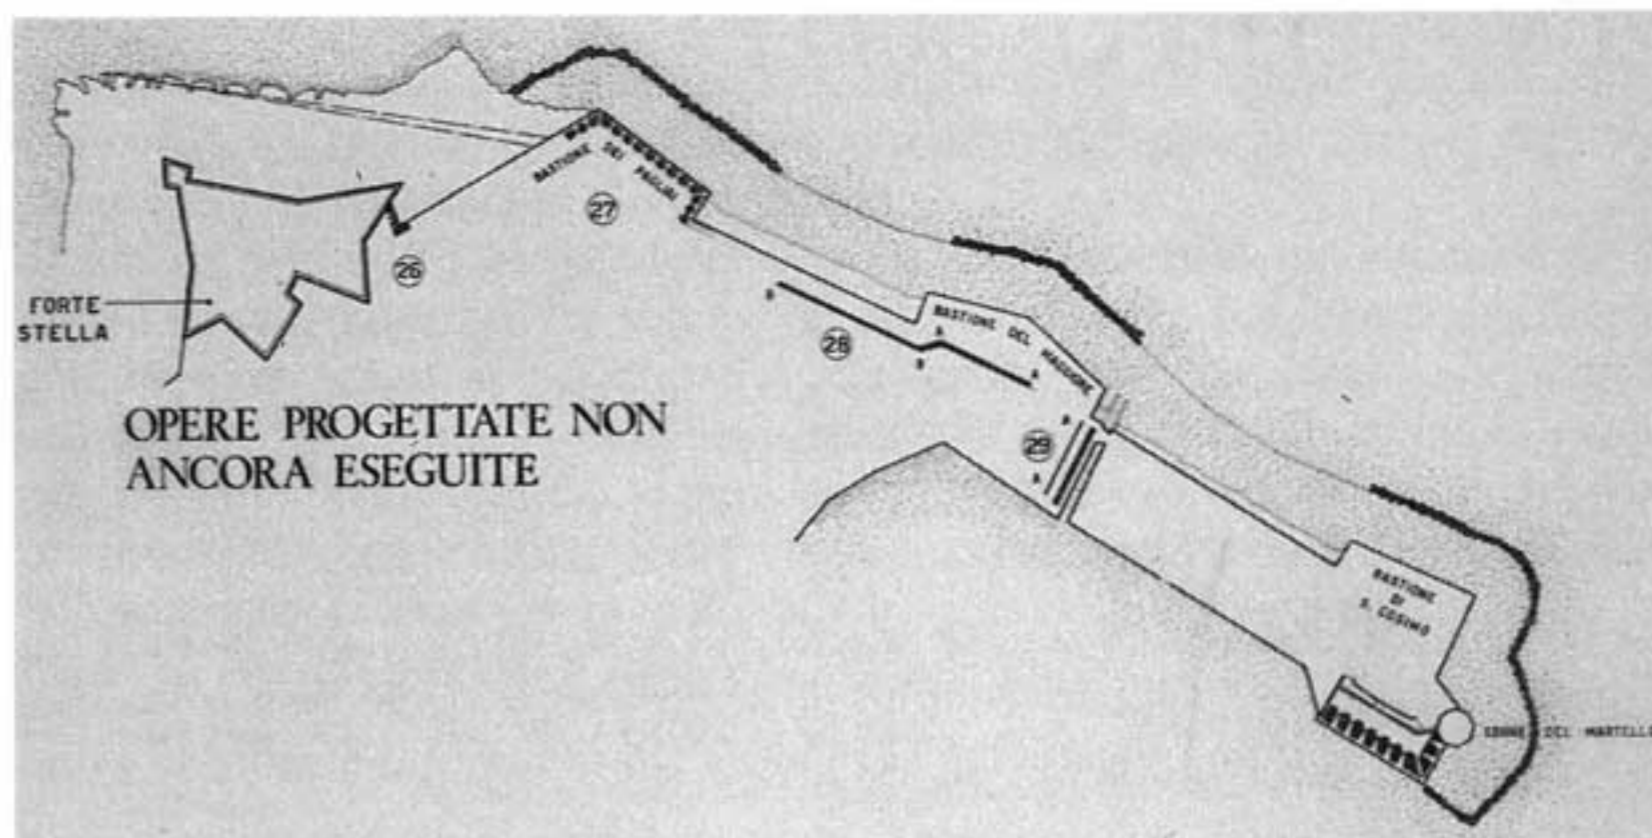 BASTIONE DEI PAGLIAI
27
26
FORTE
STELLA
28
BASTIONE DEL MAGGIORE
OPERE PROGETTATE NON
ANCORA ESEGUITE
29
BASTIONE
DI
S. COSIMO
DEL MARTELLO